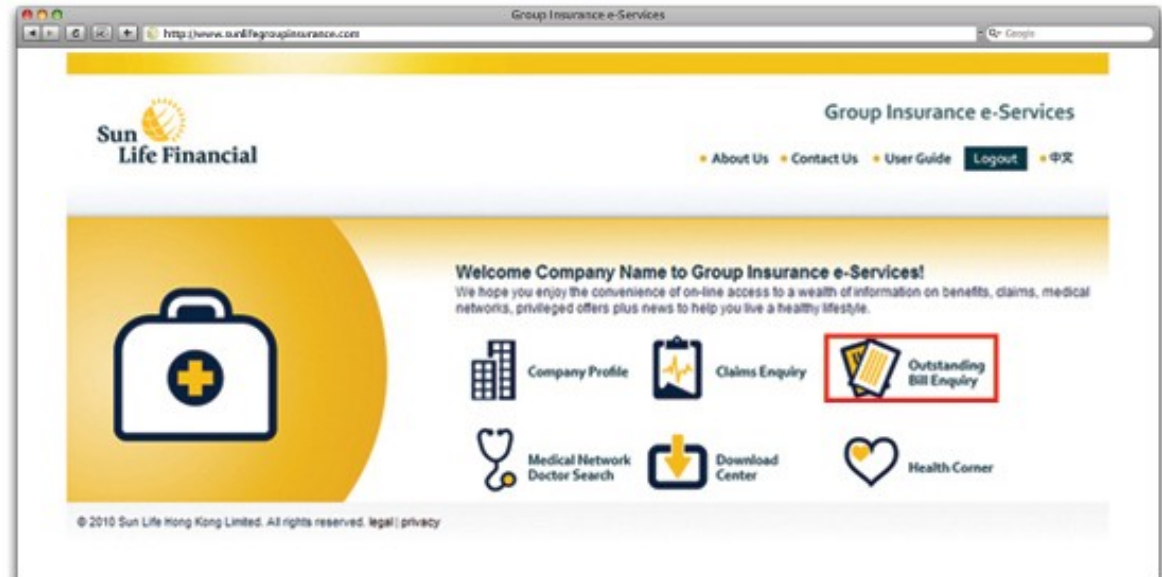 Group Insurance e-Services
http://www.sunlifegroupinsurance.com
Google
Sun
Life Financial
Group Insurance e-Services
About Us
Contact Us
User Guide
Logout
中文
Welcome Company Name to Group Insurance e-Services!
We hope you enjoy the convenience of on-line access to a wealth of information on benefits, claims, medical
networks, privileged offers plus news to help you live a healthy lifestyle.
Company Profile
Claims Enquiry
Outstanding
Bill Enquiry
Medical Network
Doctor Search
Download
Center
Health Corner
© 2010 Sun Life Hong Kong Limited. All rights reserved. legal | privacy